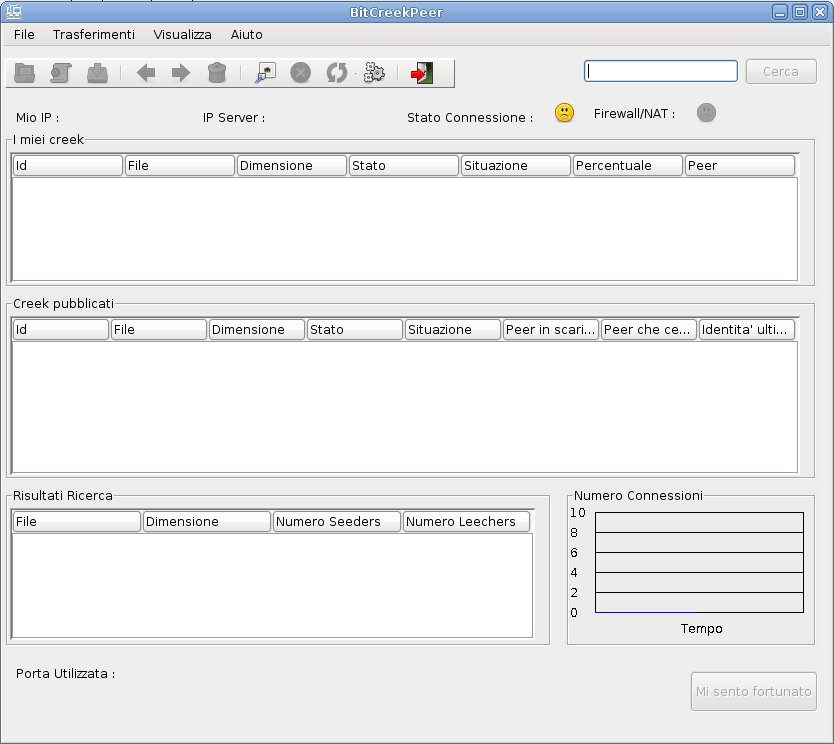 BitCreekPeer
File Trasferimenti Visualizza Aiuto
Cerca
Mio IP : IP Server : Stato Connessione : Firewall/NAT :
I miei creek
Id File Dimensione Stato Situazione Percentuale Peer
Creek pubblicati
Id File Dimensione Stato Situazione Peer in scari... Peer che ce... Identita' ulti...
Risultati Ricerca
File Dimensione Numero Seeders Numero Leechers
Numero Connessioni
10
8
6
4
2
0
Tempo
Porta Utilizzata :
Mi sento fortunato